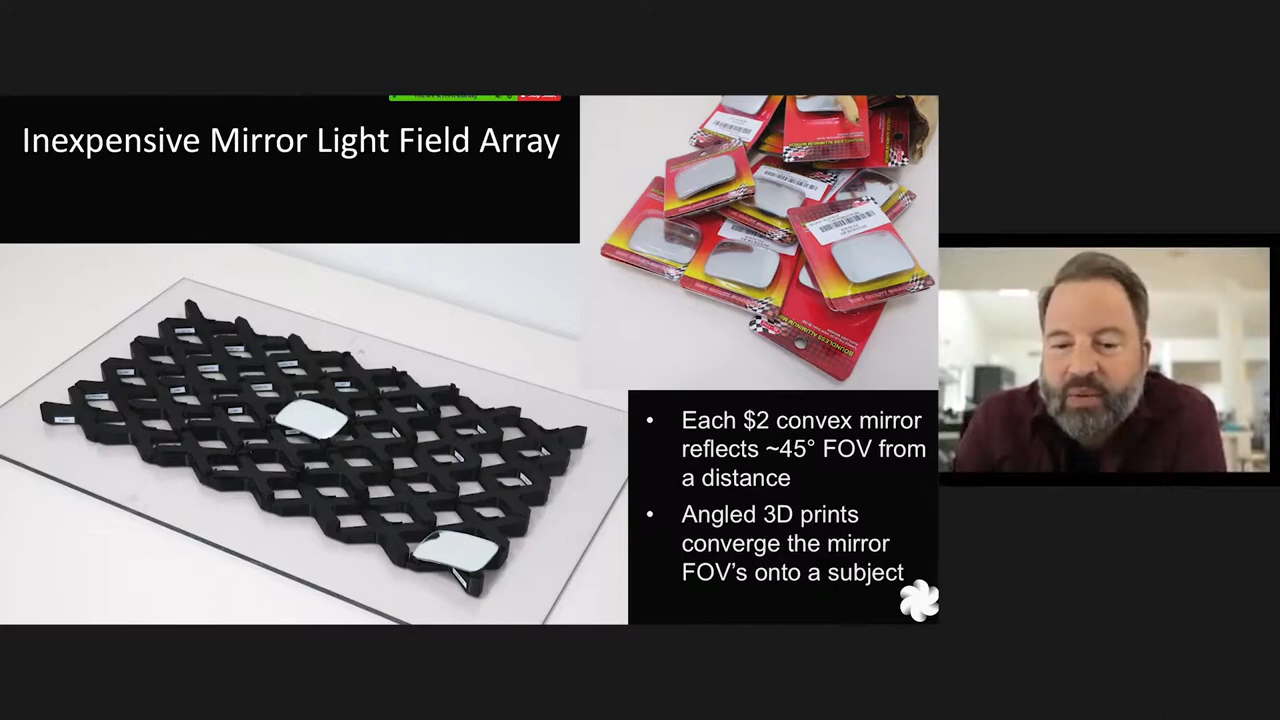 Inexpensive Mirror Light Field Array
• Each $2 convex mirror
reflects ~45° FOV from
a distance
• Angled 3D prints
converge the mirror
FOV's onto a subject